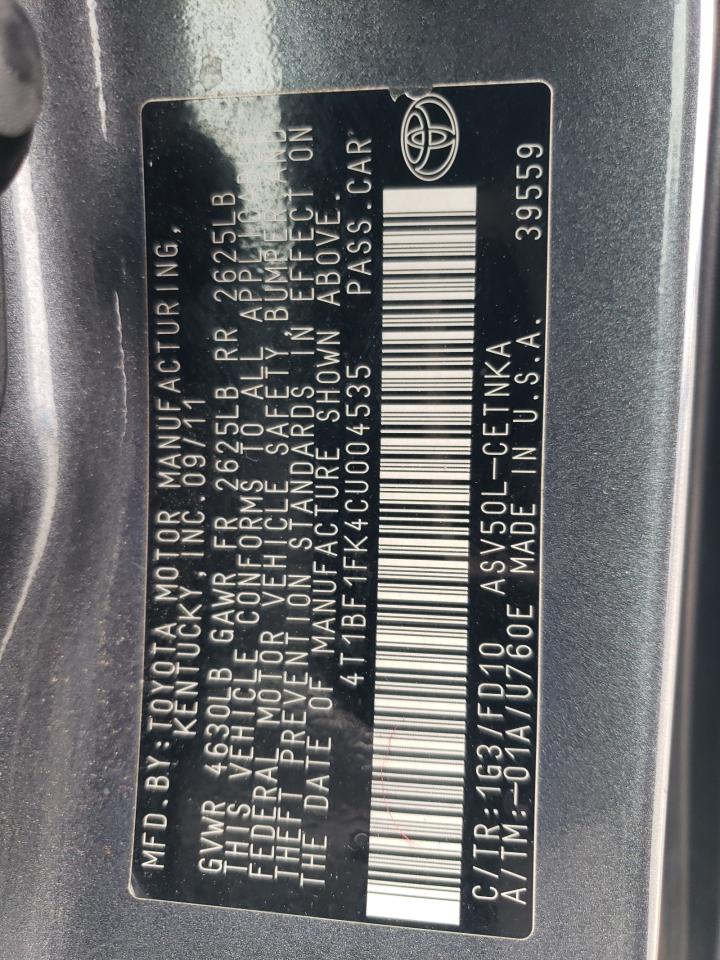 MFD.BY:TOYOTA MOTOR MANUFACTURING,
KENTUCKY, INC. 09/11
GVWR 4630LB GAWR FR 2625LB RR 2625LB
THIS VEHICLE CONFORMS TO ALL APPLICABLE
FEDERAL MOTOR VEHICLE SAFETY, BUMPER, AND
THEFT PREVENTION STANDARDS IN EFFECT ON
THE DATE OF MANUFACTURE SHOWN ABOVE.
4T1BF1FK4CU004535 PASS.CAR
C/TR:1G3/FD10 ASV50L-CETNKA
A/TM:-01A/U760E MADE IN U.S.A. 39559